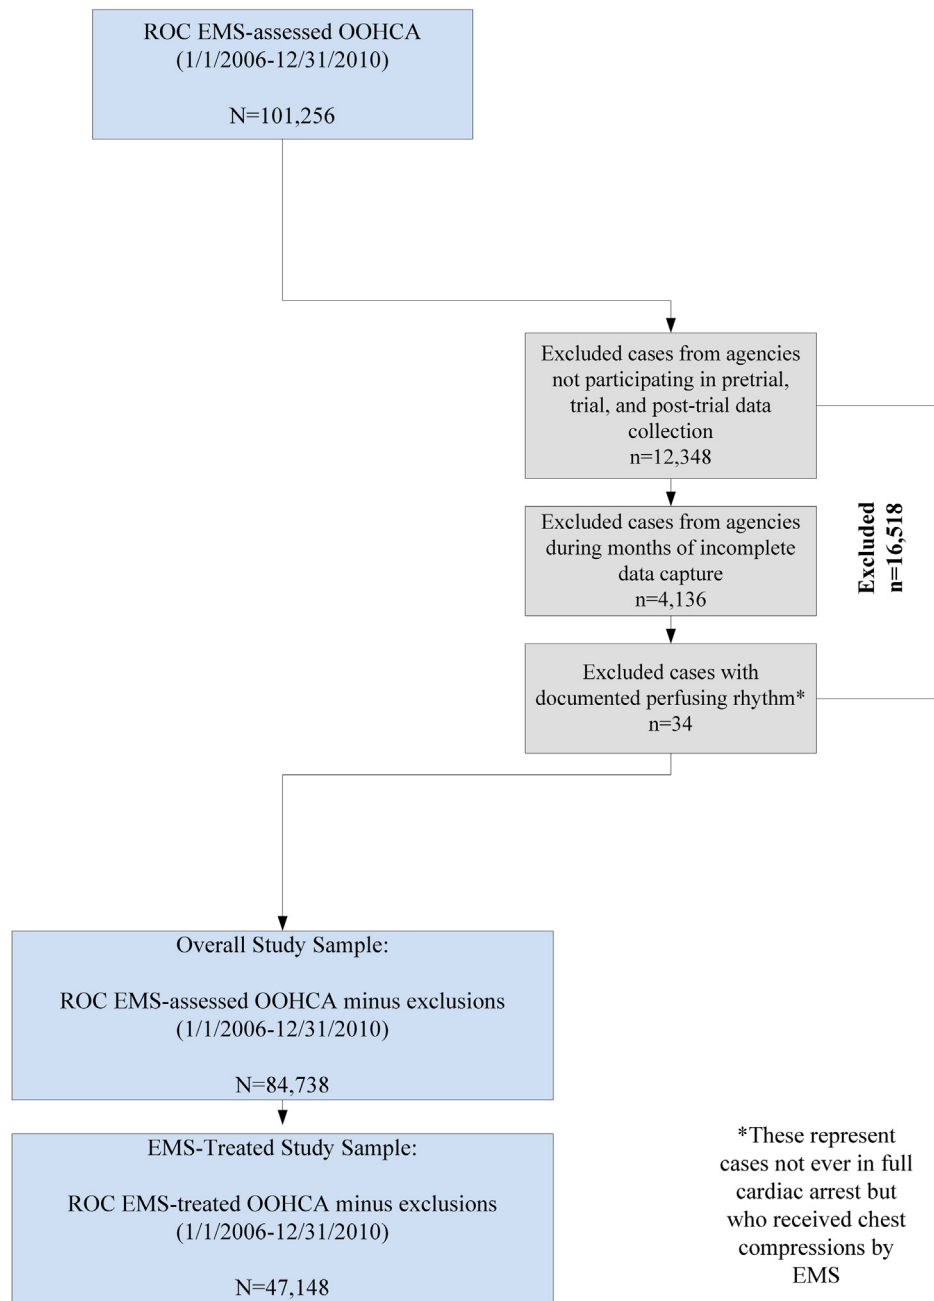 ROC EMS-assessed OOHCA
(1/1/2006-12/31/2010)
N=101,256
Excluded cases from agencies
not participating in pretrial,
trial, and post-trial data
collection
n=12,348
Excluded cases from agencies
during months of incomplete
data capture
n=4,136
Excluded cases with
documented perfusing rhythm*
n=34
Excluded
n=16,518
Overall Study Sample:
ROC EMS-assessed OOHCA minus exclusions
(1/1/2006-12/31/2010)
N=84,738
EMS-Treated Study Sample:
ROC EMS-treated OOHCA minus exclusions
(1/1/2006-12/31/2010)
N=47,148
*These represent
cases not ever in full
cardiac arrest but
who received chest
compressions by
EMS